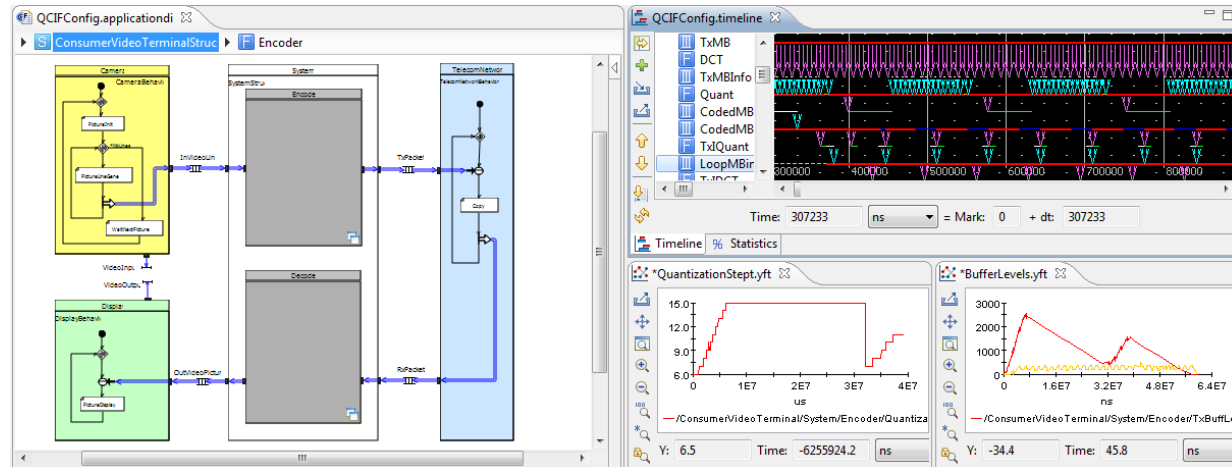 QCIFConfig.applicationdi
S ConsumerVideoTerminalStruc F Encoder
Camera
CameraBehavi
PictureInit
PictureLineGene
WaitNextPicture
InVideoLin
VideoInpu
VideoOutpu
Display
DisplayBehavi
PictureDisplay
OutVideoPictur
System
SystemStruc
Encode
Decode
TxPacket
RxPacket
TelecomNetwor
TelecomNetworkBehavior
Copy
QCIFConfig.timeline
TxMB
F DCT
TxMBInfo
F Quant
CodedMB
CodedMB
F TxIQuant
LoopMBin
TxIDCT
300000 400000 500000 600000 700000 800000
Time: 307233 ns = Mark: 0 + dt: 307233
Timeline % Statistics
*QuantizationStept.yft
15.0
12.0
9.0
6.0
0 1E7 2E7 3E7 4E7
us
/ConsumerVideoTerminal/System/Encoder/Quantiza
100
Y: 6.5 Time: -6255924.2 ns
*BufferLevels.yft
3000
2000
1000
0
0 1.6E7 3.2E7 4.8E7 6.4E7
ns
/ConsumerVideoTerminal/System/Encoder/TxBuffLe
100
Y: -34.4 Time: 45.8 ns